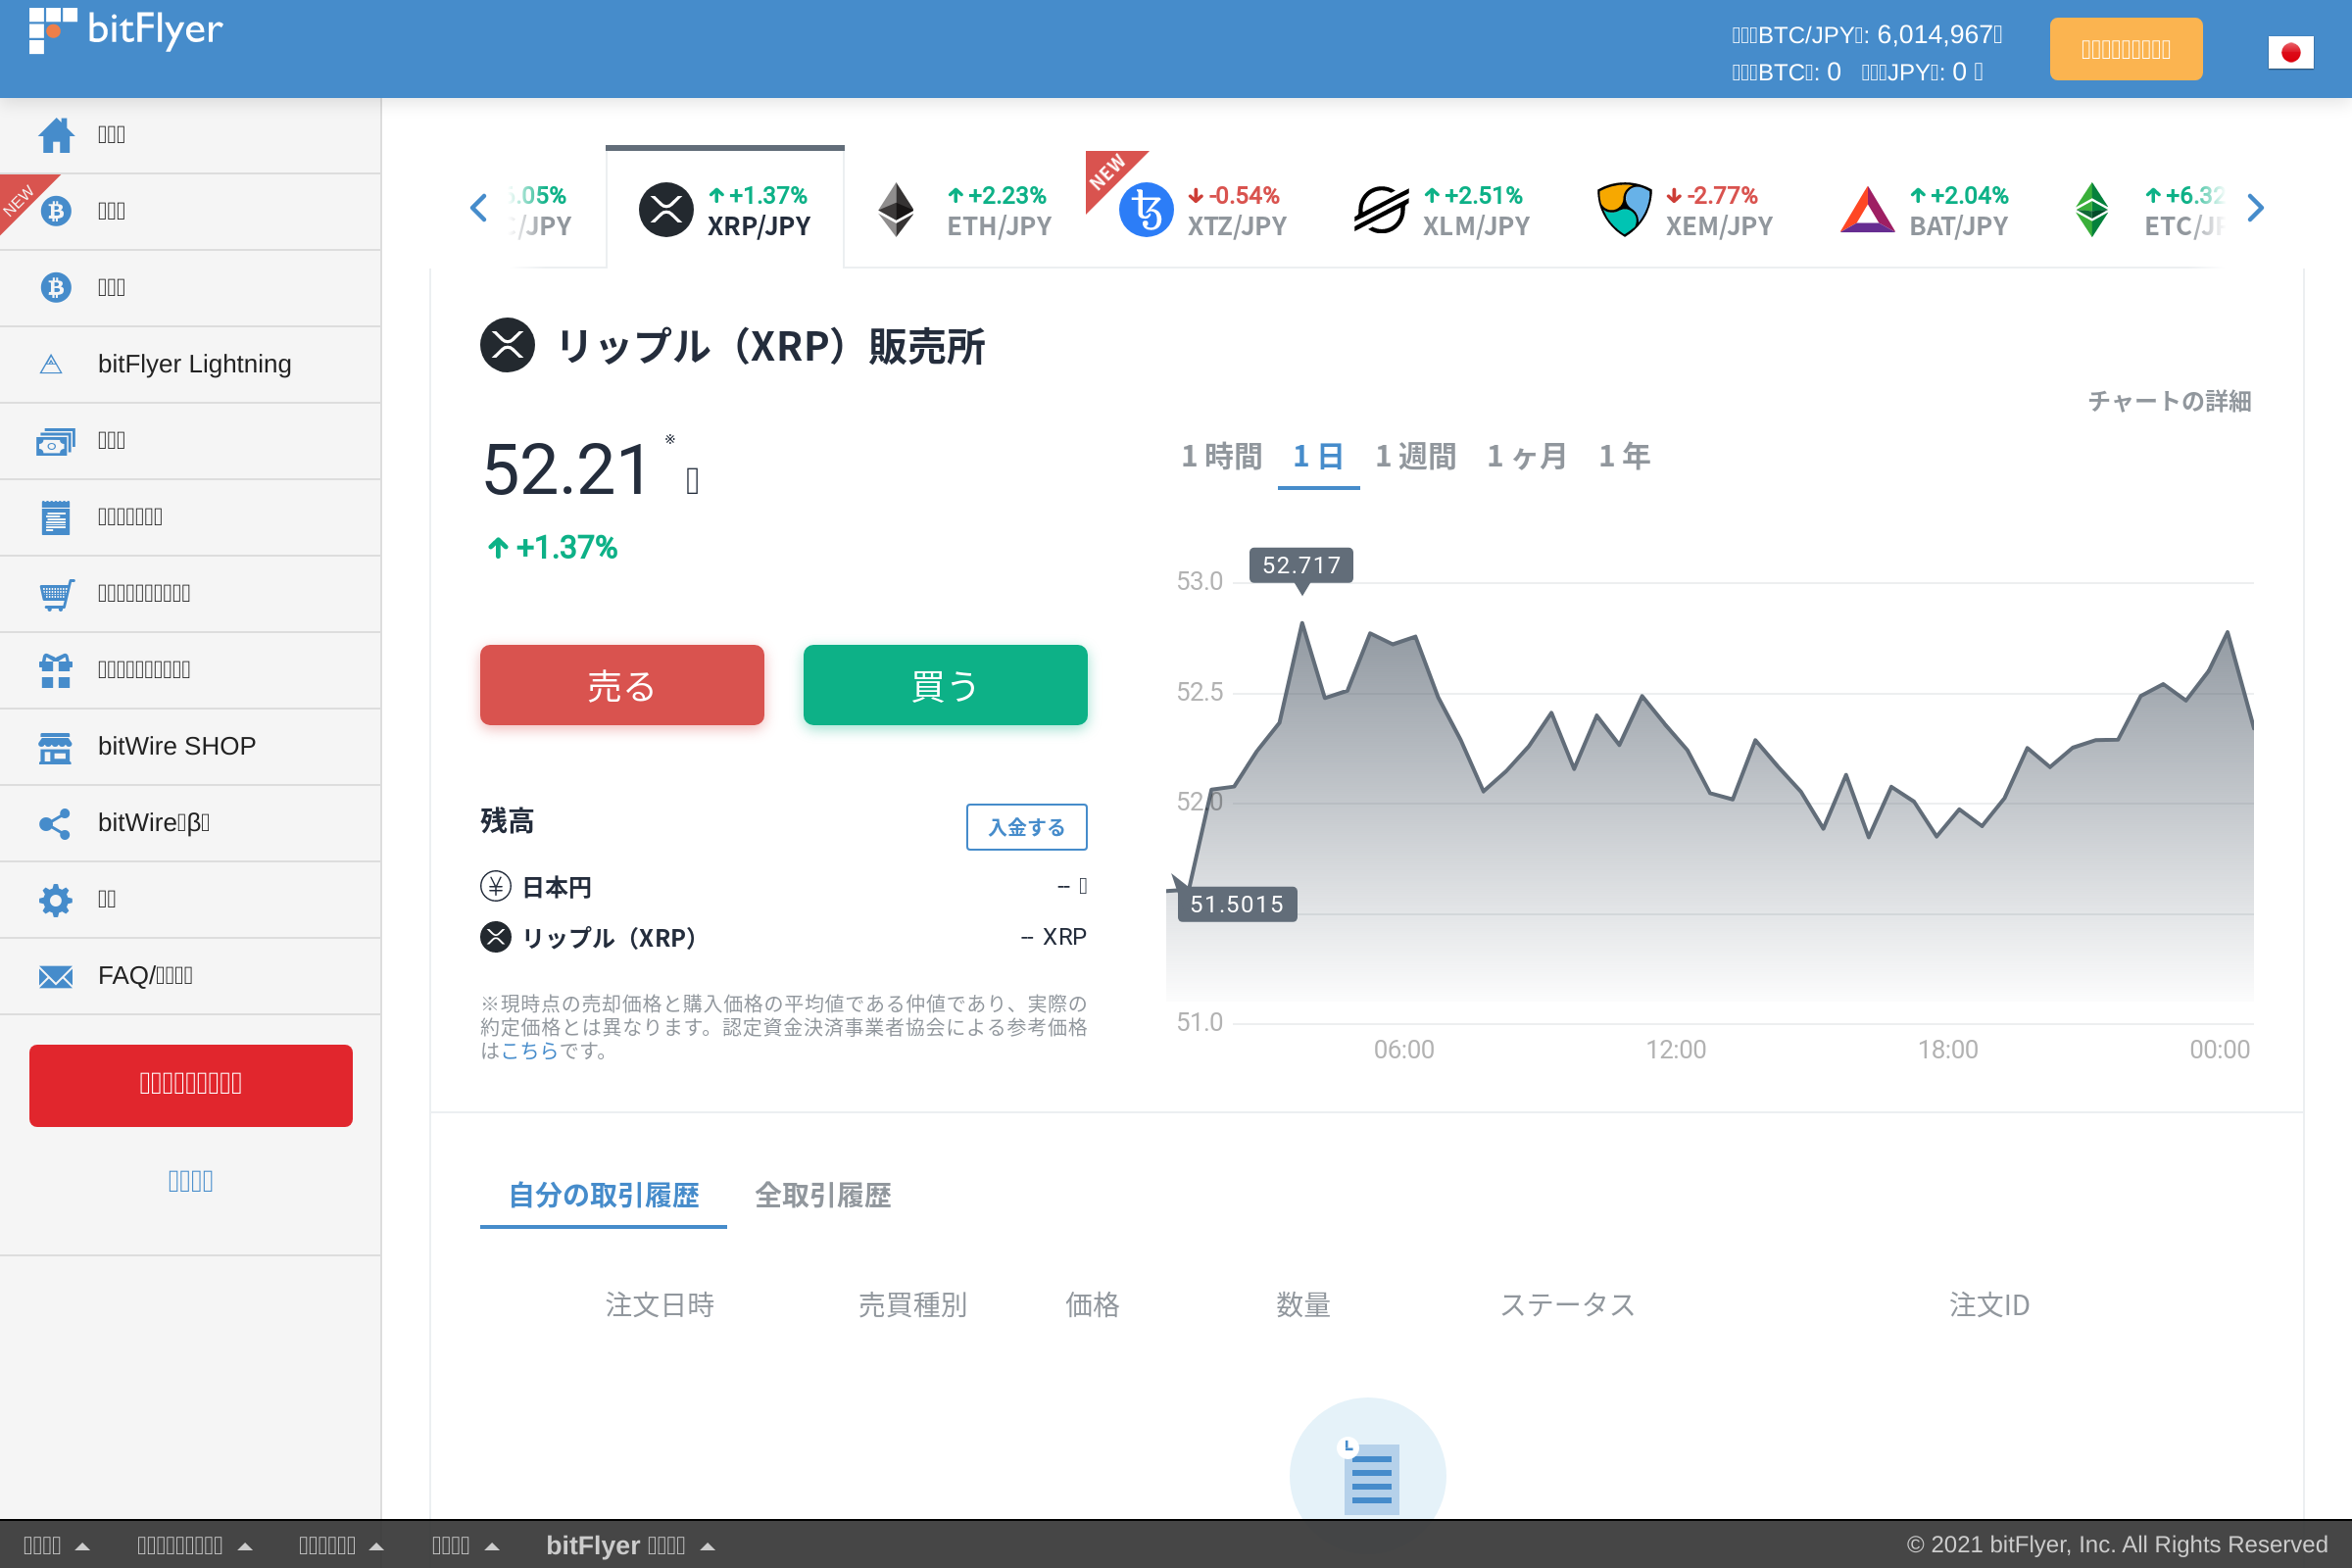 bitFlyer
BTC/JPY
: 6,014,967
BTC
: 0
JPY
: 0
NEW
bitFlyer Lightning
bitWire SHOP
bitWire
β
FAQ/
.05%
/JPY
+1.37%
XRP/JPY
+2.23%
ETH/JPY
NEW
-0.54%
XTZ/JPY
+2.51%
XLM/JPY
-2.77%
XEM/JPY
+2.04%
BAT/JPY
+6.32
ETC/
リップル（XRP）販売所
チャートの詳細
52.21 ※
+1.37%
1 時間 1 日 1 週間 1 ヶ月 1 年
売る
買う
残高
入金する
日本円 --
リップル（XRP） -- XRP
※現時点の売却価格と購入価格の平均値である仲値であり、実際の
約定価格とは異なります。認定資金決済事業者協会による参考価格
はこちらです。
52.717
53.0
52.5
52.0
51.5015
51.0
06:00 12:00 18:00 00:00
自分の取引履歴 全取引履歴
注文日時 売買種別 価格 数量 ステータス 注文ID
bitFlyer
© 2021 bitFlyer, Inc. All Rights Reserved